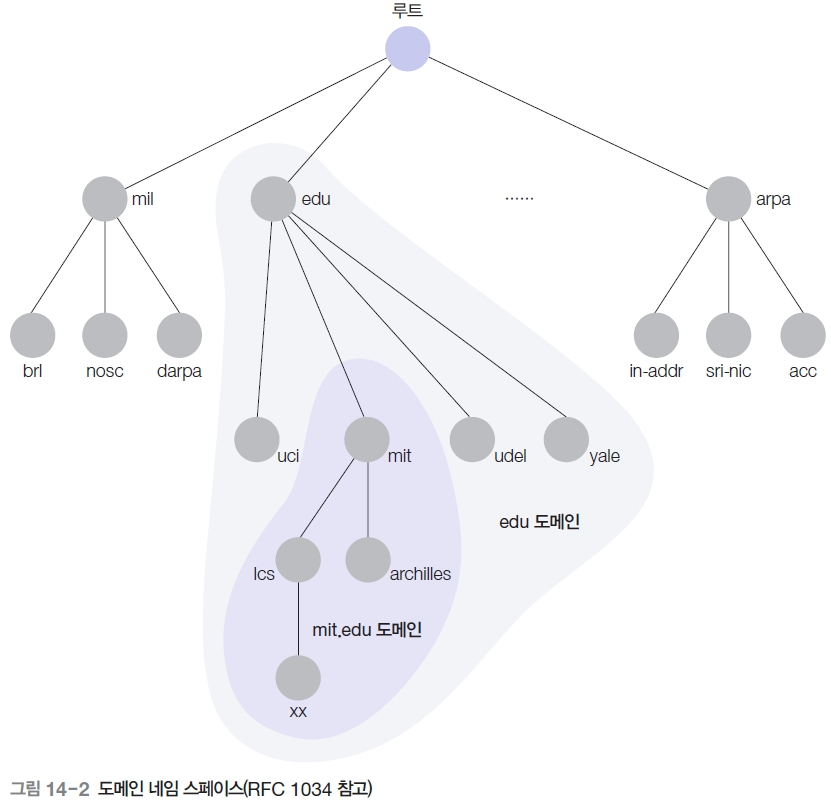 루트
mil
edu
......
arpa
brl
nosc
darpa
in-addr
sri-nic
acc
uci
mit
udel
yale
edu 도메인
lcs
archilles
mit.edu 도메인
xx
그림 14-2 도메인 네임 스페이스(RFC 1034 참고)